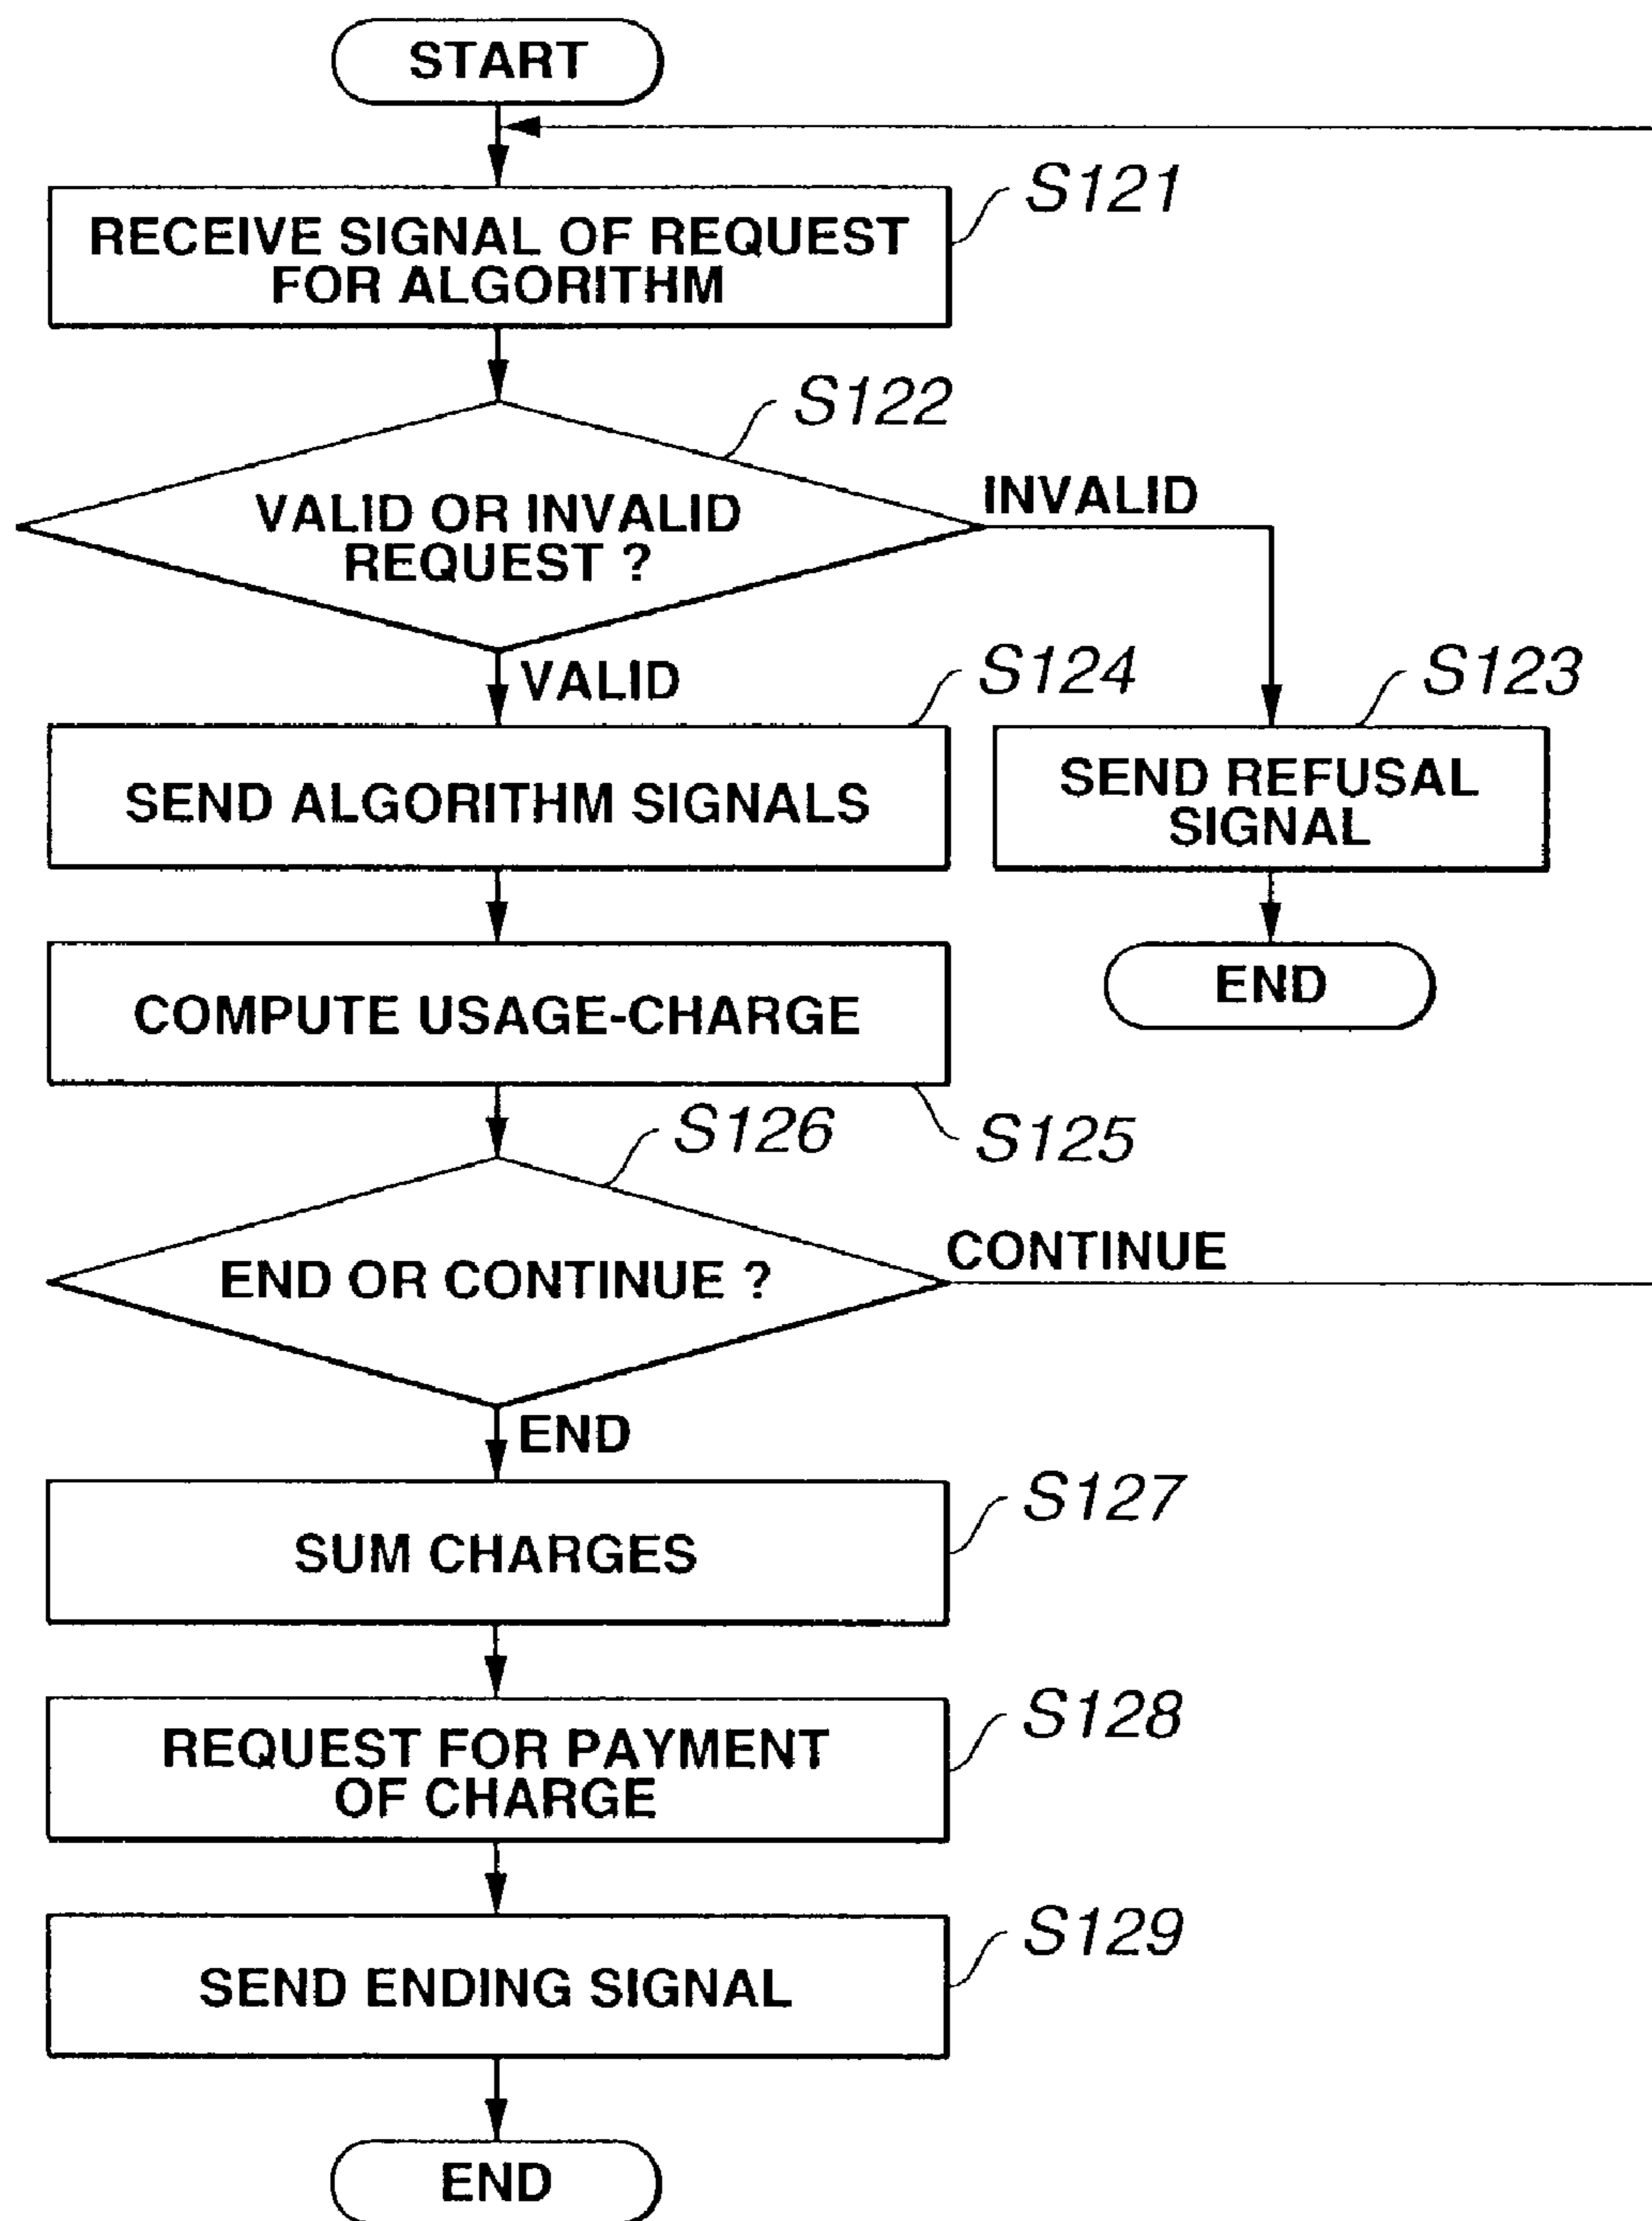 START
S121
RECEIVE SIGNAL OF REQUEST
FOR ALGORITHM
S122
VALID OR INVALID
REQUEST ?
INVALID
VALID
S124
S123
SEND ALGORITHM SIGNALS
SEND REFUSAL
SIGNAL
COMPUTE USAGE-CHARGE
END
S126
S125
END OR CONTINUE ?
CONTINUE
END
S127
SUM CHARGES
S128
REQUEST FOR PAYMENT
OF CHARGE
S129
SEND ENDING SIGNAL
END